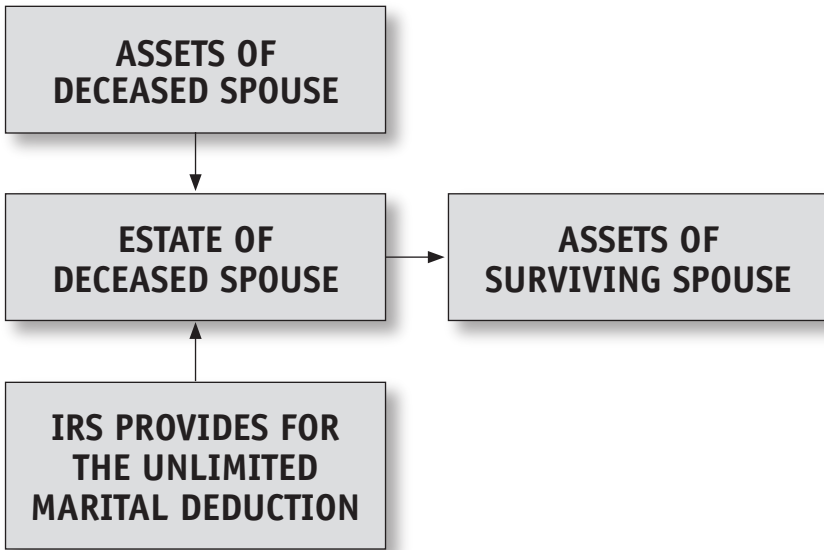 ASSETS OF
DECEASED SPOUSE
ESTATE OF
DECEASED SPOUSE
ASSETS OF
SURVIVING SPOUSE
IRS PROVIDES FOR
THE UNLIMITED
MARITAL DEDUCTION